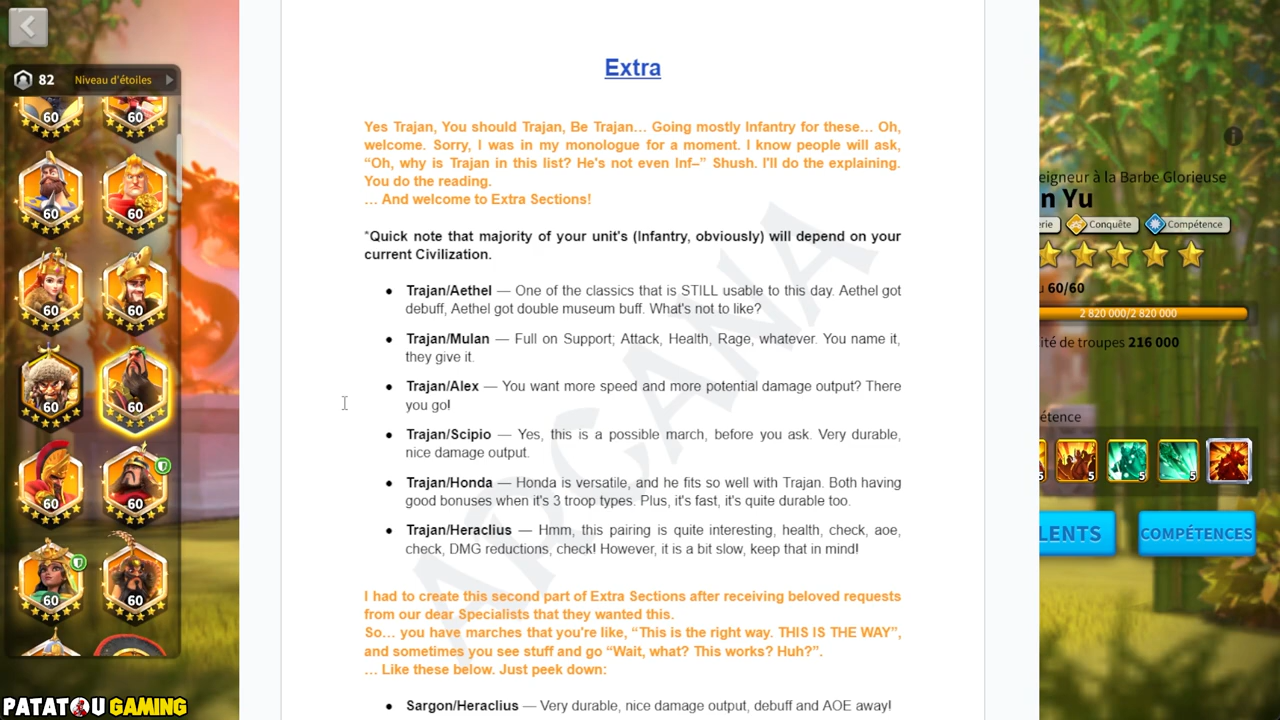 82 Niveau d'étoiles
60 60
60 60
60 60
60 60
60 60
60 60
Extra
Yes Trajan, You should Trajan, Be Trajan… Going mostly Infantry for these… Oh,
welcome. Sorry, I was in my monologue for a moment. I know people will ask,
“Oh, why is Trajan in this list? He's not even Inf–” Shush. I'll do the explaining.
You do the reading.
… And welcome to Extra Sections!
*Quick note that majority of your unit's (Infantry, obviously) will depend on your
current Civilization.
● Trajan/Aethel — One of the classics that is STILL usable to this day. Aethel got
debuff, Aethel got double museum buff. What's not to like?
● Trajan/Mulan — Full on Support; Attack, Health, Rage, whatever. You name it,
they give it.
● Trajan/Alex — You want more speed and more potential damage output? There
you go!
● Trajan/Scipio — Yes, this is a possible march, before you ask. Very durable,
nice damage output.
● Trajan/Honda — Honda is versatile, and he fits so well with Trajan. Both having
good bonuses when it's 3 troop types. Plus, it's fast, it's quite durable too.
● Trajan/Heraclius — Hmm, this pairing is quite interesting, health, check, aoe,
check, DMG reductions, check! However, it is a bit slow, keep that in mind!
I had to create this second part of Extra Sections after receiving beloved requests
from our dear Specialists that they wanted this.
So… you have marches that you're like, “This is the right way. THIS IS THE WAY”,
and sometimes you see stuff and go “Wait, what? This works? Huh?”.
… Like these below. Just peek down:
● Sargon/Heraclius — Very durable, nice damage output, debuff and AOE away!
ARCANA
eigneur à la Barbe Glorieuse
n Yu
erie Conquête Compétence
u 60/60
2 820 000/2 820 000
ité de troupes 216 000
étence
5 5 5 5
LENTS COMPÉTENCES
PATATOU GAMING